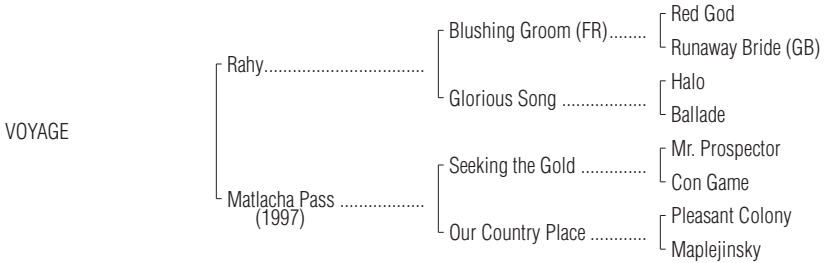 Red God
Blushing Groom (FR)........
Runaway Bride (GB)
Rahy..................................
Halo
Glorious Song ..................
Ballade
VOYAGE
Mr. Prospector
Seeking the Gold ..............
Con Game
Matlacha Pass ..................
(1997)
Pleasant Colony
Our Country Place ............
Maplejinsky